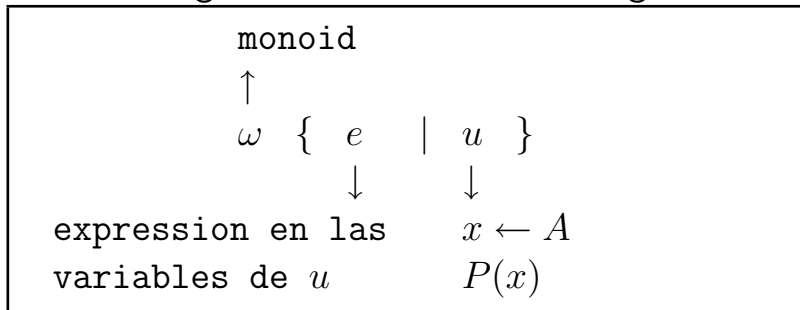 monoid
↑
ω { e | u }
↓ ↓
expression en las x ← A
variables de u P(x)